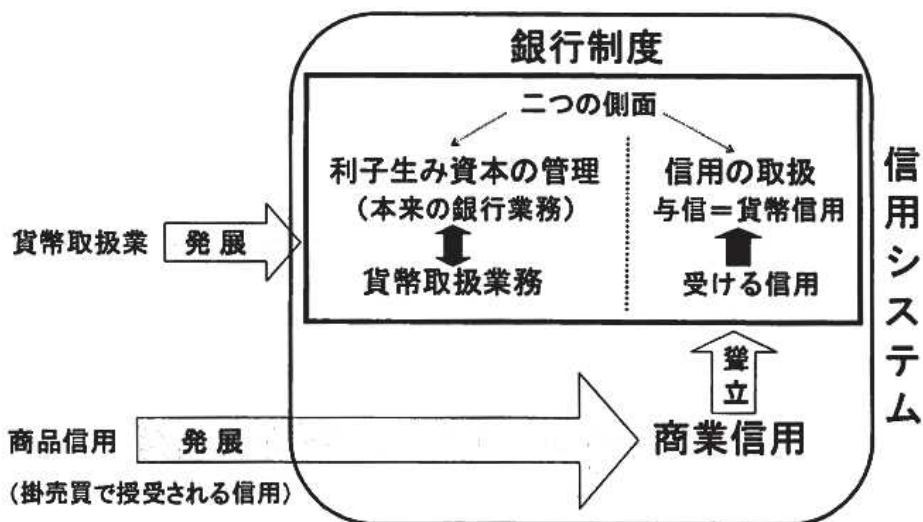 銀行制度
二つの側面
利子生み資本の管理
(本来の銀行業務)
貨幣取扱業務
信用の取扱
与信＝貨幣信用
受ける信用
貨幣取扱業
発展
聳立
商品信用
発展
商業信用
(掛売買で授受される信用)
信用システム